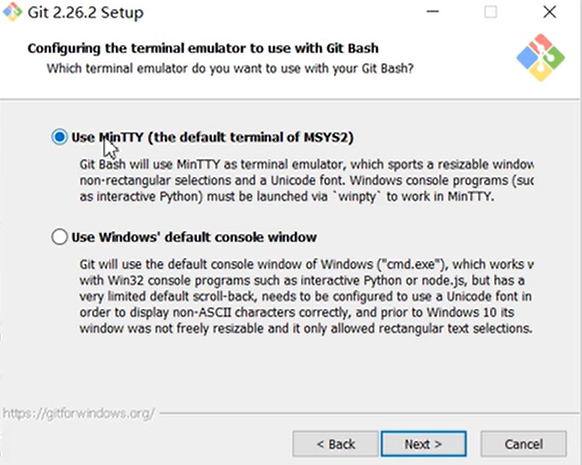 Git 2.26.2 Setup
Configuring the terminal emulator to use with Git Bash
Which terminal emulator do you want to use with your Git Bash?
Use MinTTY (the default terminal of MSYS2)
Git Bash will use MinTTY as terminal emulator, which sports a resizable window
non-rectangular selections and a Unicode font. Windows console programs (suc
as interactive Python) must be launched via `winpty` to work in MinTTY.
Use Windows' default console window
Git will use the default console window of Windows ("cmd.exe"), which works w
with Win32 console programs such as interactive Python or node.js, but has a
very limited default scroll-back, needs to be configured to use a Unicode font in
order to display non-ASCII characters correctly, and prior to Windows 10 its
window was not freely resizable and it only allowed rectangular text selections.
https://gitforwindows.org/
< Back
Next >
Cancel